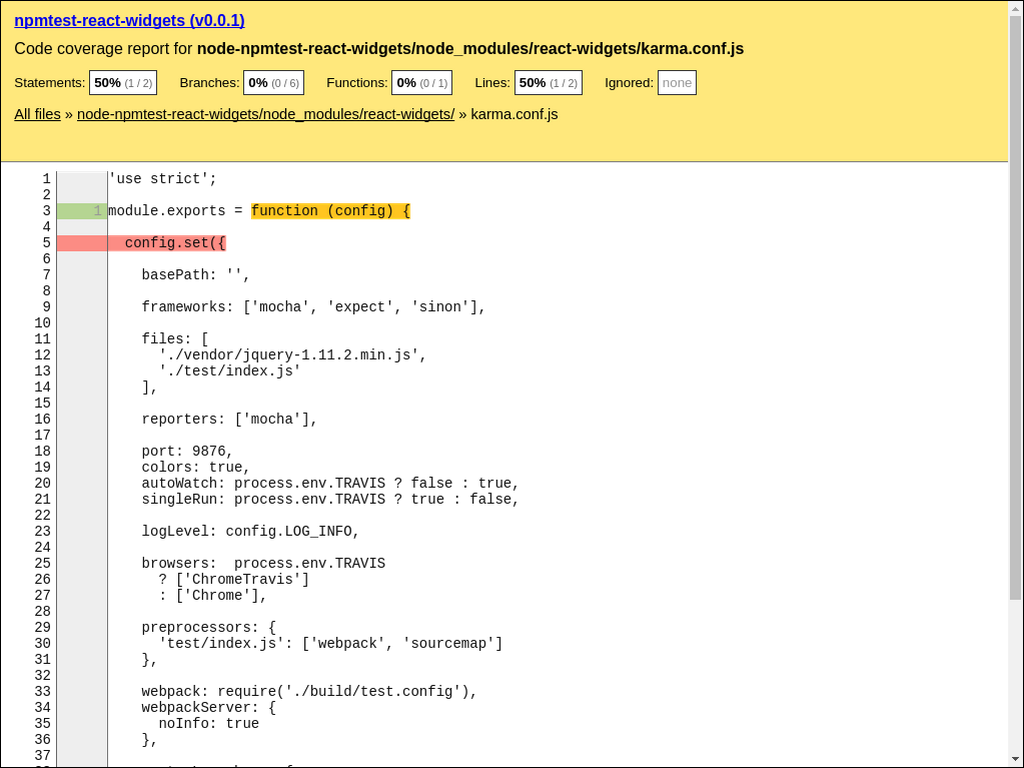 npmtest-react-widgets (v0.0.1)
Code coverage report for node-npmtest-react-widgets/node_modules/react-widgets/karma.conf.js
Statements: 50% (1 / 2) Branches: 0% (0 / 6) Functions: 0% (0 / 1) Lines: 50% (1 / 2) Ignored: none
All files » node-npmtest-react-widgets/node_modules/react-widgets/ » karma.conf.js
1 'use strict';
2
3 1 module.exports = function (config) {
4
5 config.set({
6
7 basePath: '',
8
9 frameworks: ['mocha', 'expect', 'sinon'],
10
11 files: [
12 './vendor/jquery-1.11.2.min.js',
13 './test/index.js'
14 ],
15
16 reporters: ['mocha'],
17
18 port: 9876,
19 colors: true,
20 autoWatch: process.env.TRAVIS ? false : true,
21 singleRun: process.env.TRAVIS ? true : false,
22
23 logLevel: config.LOG_INFO,
24
25 browsers:  process.env.TRAVIS
26 ? ['ChromeTravis']
27 : ['Chrome'],
28
29 preprocessors: {
30 'test/index.js': ['webpack', 'sourcemap']
31 },
32
33 webpack: require('./build/test.config'),
34 webpackServer: {
35 noInfo: true
36 },
37